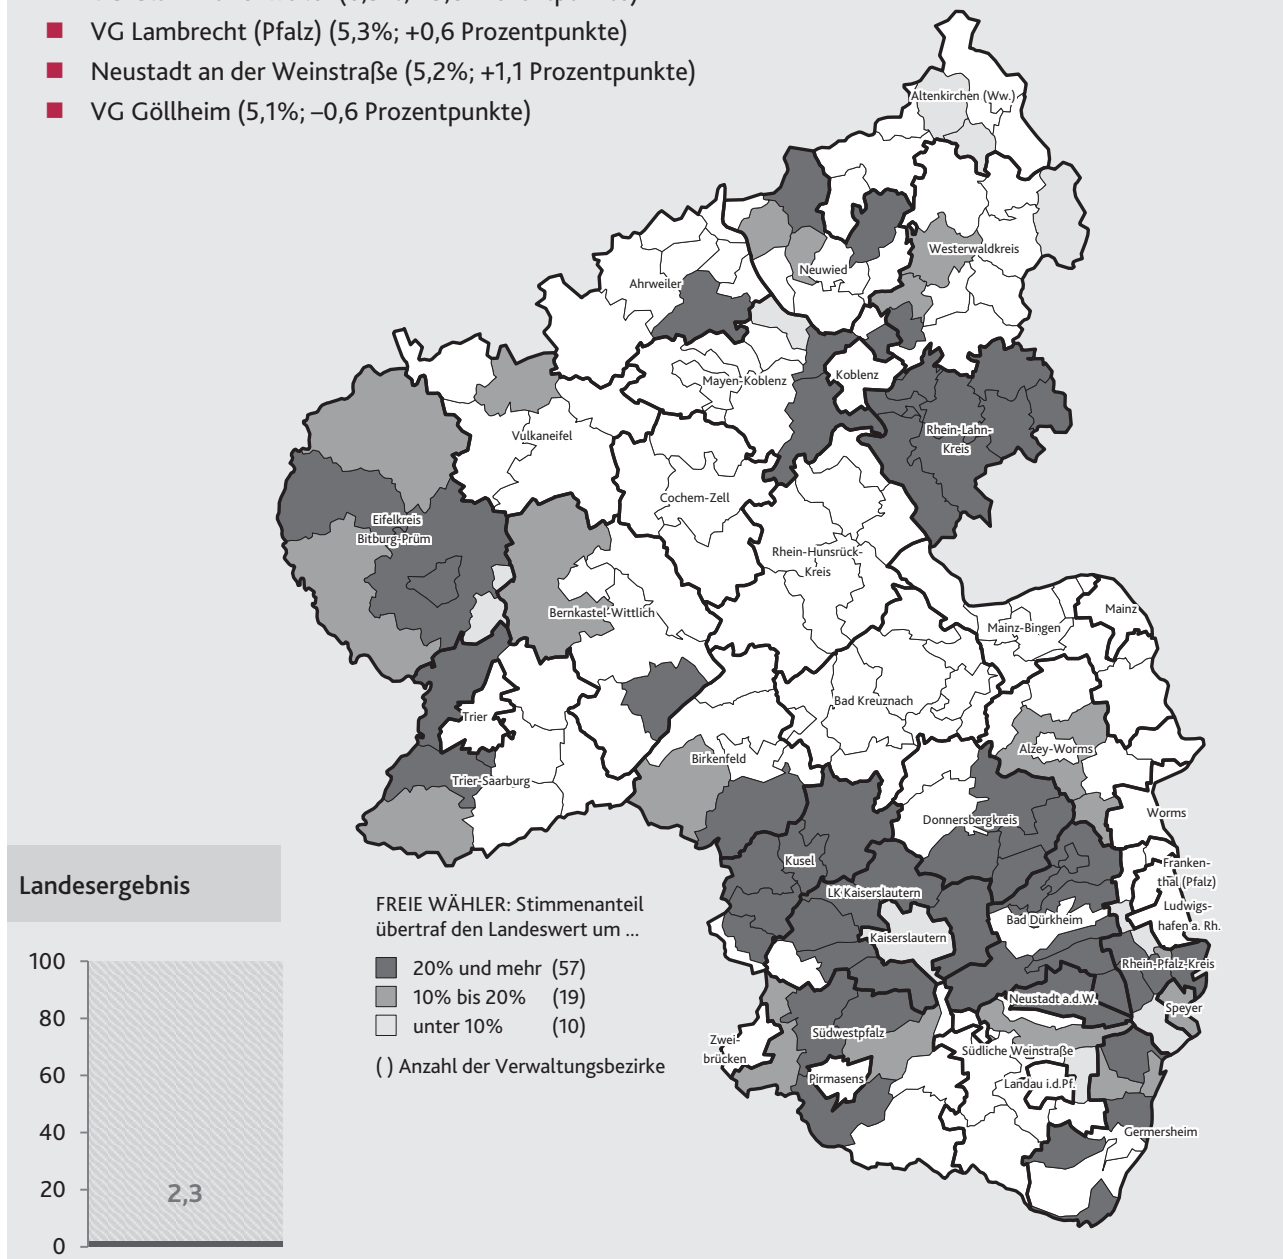 VG Lambrecht (Pfalz) (5,3%; +0,6 Prozentpunkte)
Neustadt an der Weinstraße (5,2%; +1,1 Prozentpunkte)
VG Göllheim (5,1%; –0,6 Prozentpunkte)
Altenkirchen (Ww.)
Westerwaldkreis
Neuwied
Ahrweiler
Mayen-Koblenz
Koblenz
Rhein-Lahn-
Kreis
Vulkaneifel
Cochem-Zell
Eifelkreis
Bitburg-Prüm
Rhein-Hunsrück-
Kreis
Bernkastel-Wittlich
Mainz
Mainz-Bingen
Bad Kreuznach
Trier
Alzey-Worms
Birkenfeld
Trier-Saarburg
Worms
Donnersbergkreis
Kusel
Franken-
thal (Pfalz)
LK Kaiserslautern
Ludwigs-
hafen a. Rh.
Bad Dürkheim
Kaiserslautern
Rhein-Pfalz-Kreis
Neustadt a.d.W.
Speyer
Südwestpfalz
Zwei-
brücken
Südliche Weinstraße
Pirmasens
Landau i.d.Pf.
Germersheim
Landesergebnis
100
80
60
40
20
0
2,3
FREIE WÄHLER: Stimmenanteil
übertraf den Landeswert um ...
20% und mehr (57)
10% bis 20% (19)
unter 10% (10)
( ) Anzahl der Verwaltungsbezirke